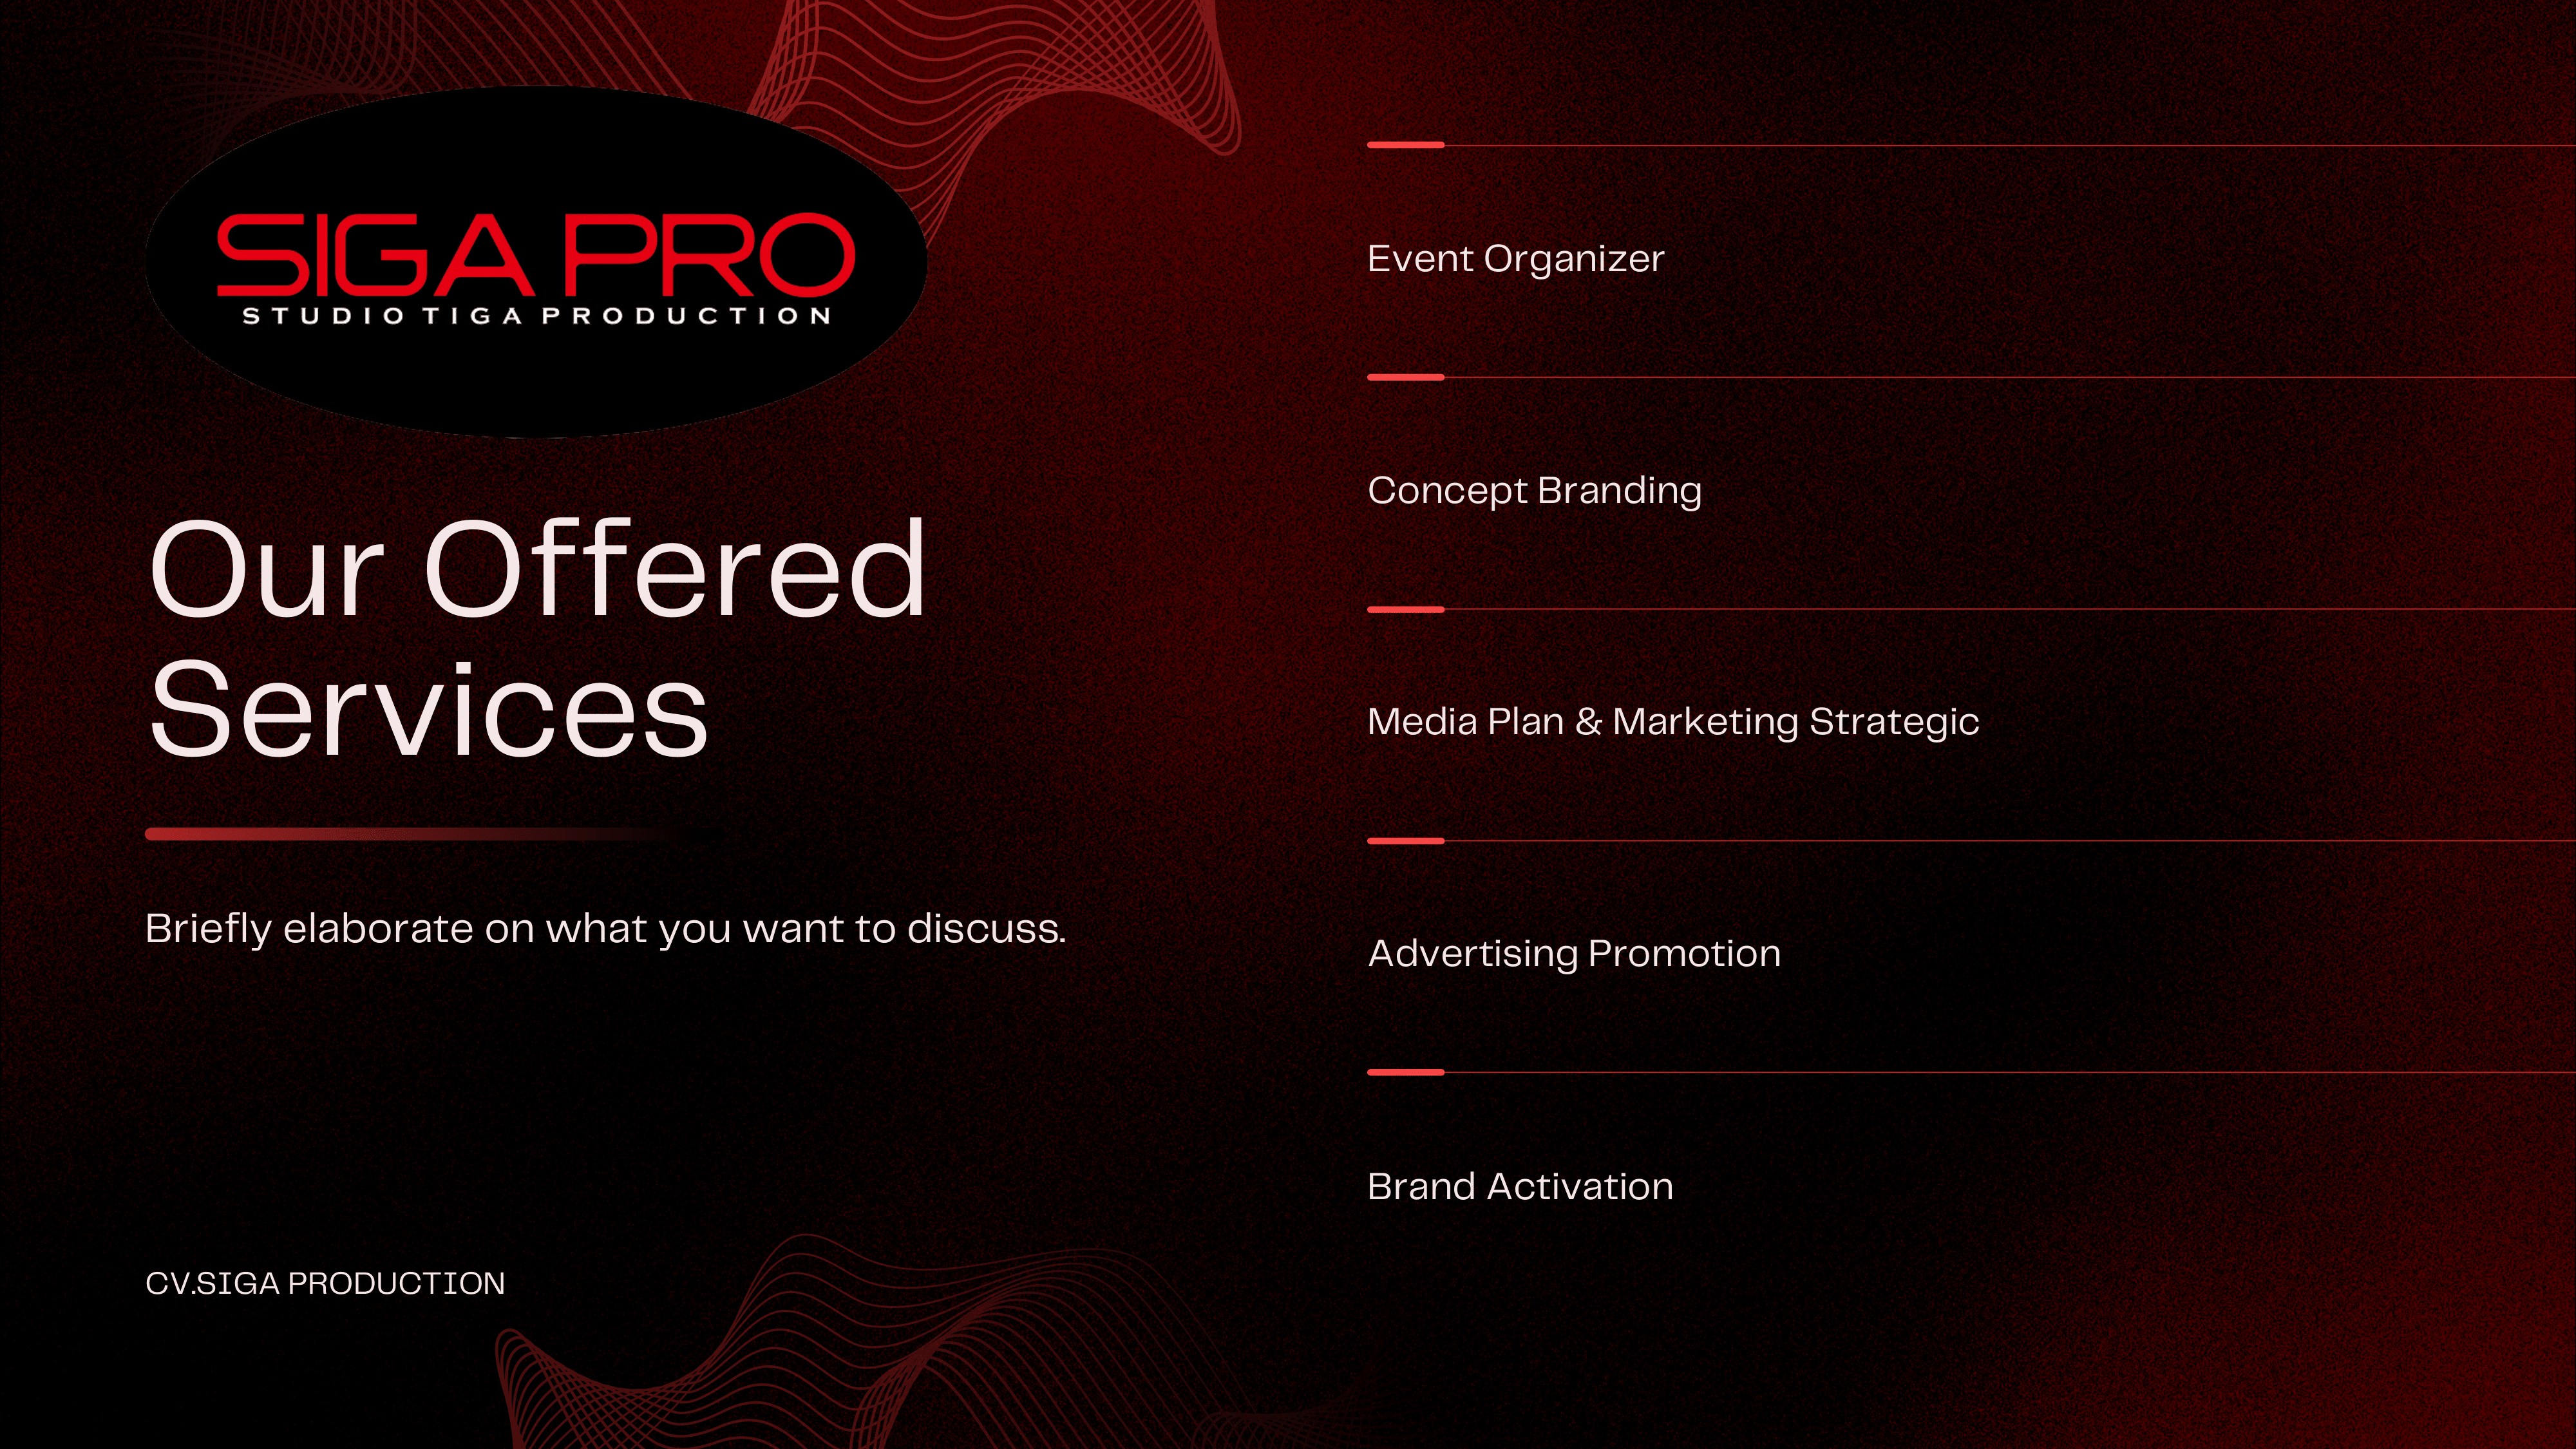 SIGA PRO
STUDIO TIGA PRODUCTION
Our Offered
Services
Briefly elaborate on what you want to discuss.
CV.SIGA PRODUCTION
Event Organizer
Concept Branding
Media Plan & Marketing Strategic
Advertising Promotion
Brand Activation